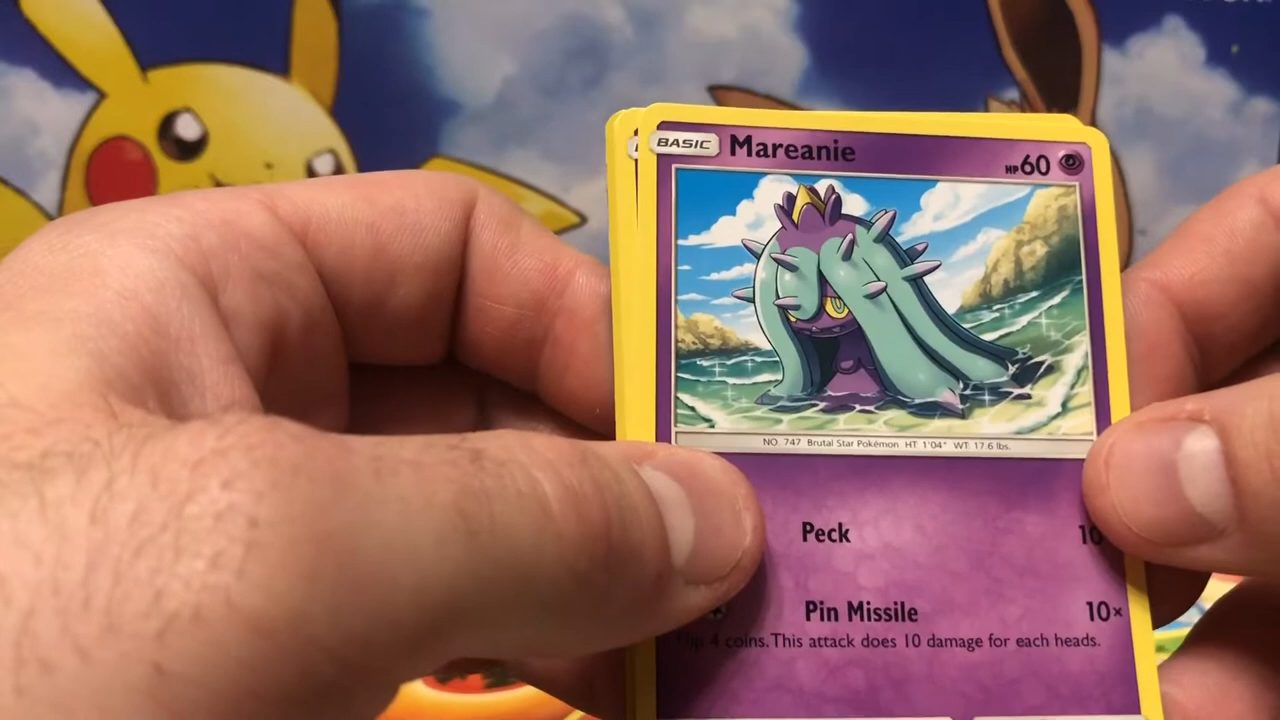 BASIC Mareanie HP60
NO. 747 Brutal Star Pokémon HT: 1'04" WT: 17.6 lbs.
Peck 10
Pin Missile 10×
4 coins. This attack does 10 damage for each heads.